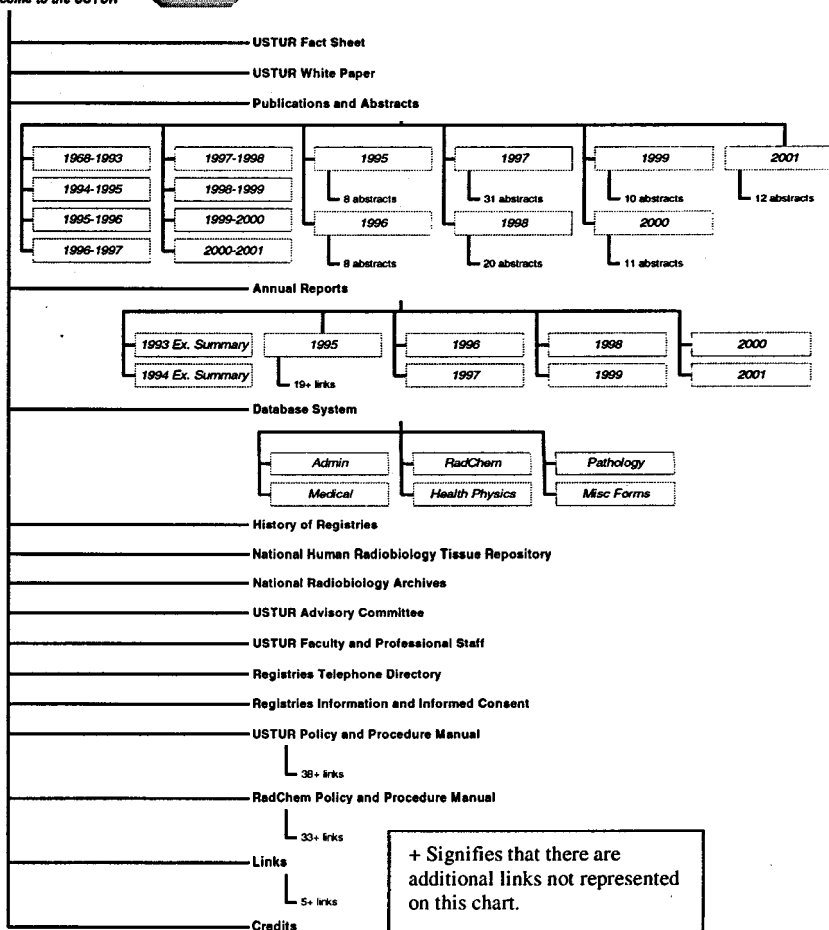 to the USTUR
USTUR Fact Sheet
USTUR White Paper
Publications and Abstracts
1968-1993
1997-1998
1995
1997
1999
2001
8 abstracts
31 abstracts
10 abstracts
12 abstracts
1994-1995
1998-1999
1995-1996
1999-2000
1996
1998
2000
1996-1997
2000-2001
8 abstracts
20 abstracts
11 abstracts
Annual Reports
1993 Ex. Summary
1995
1996
1998
2000
1994 Ex. Summary
19+ links
1997
1999
2001
Database System
Admin
RadChem
Pathology
Medical
Health Physics
Misc Forms
History of Registries
National Human Radiobiology Tissue Repository
National Radiobiology Archives
USTUR Advisory Committee
USTUR Faculty and Professional Staff
Registries Telephone Directory
Registries Information and Informed Consent
USTUR Policy and Procedure Manual
38+ links
RadChem Policy and Procedure Manual
33+ links
Links
5+ links
Credits
+ Signifies that there are
additional links not represented
on this chart.